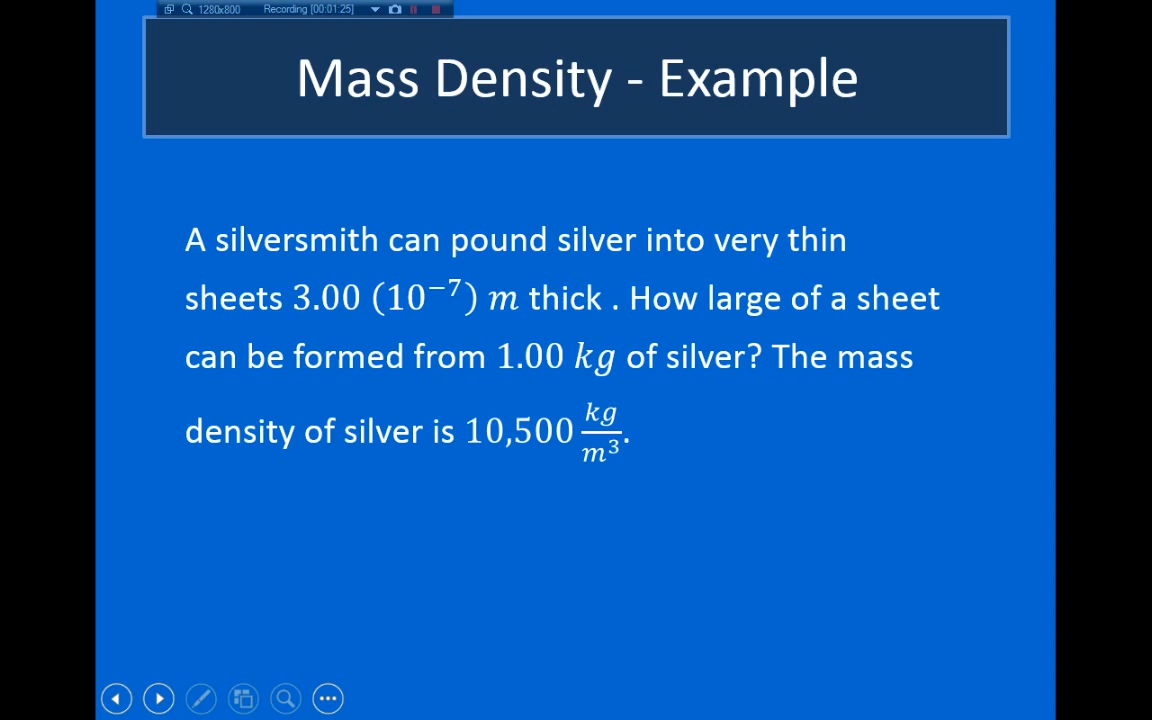 1280x800 Recording [00:01:25]
Mass Density - Example
A silversmith can pound silver into very thin
sheets 3.00 (10⁻⁷) m thick . How large of a sheet
can be formed from 1.00 kg of silver? The mass
density of silver is 10,500 kg/m³.